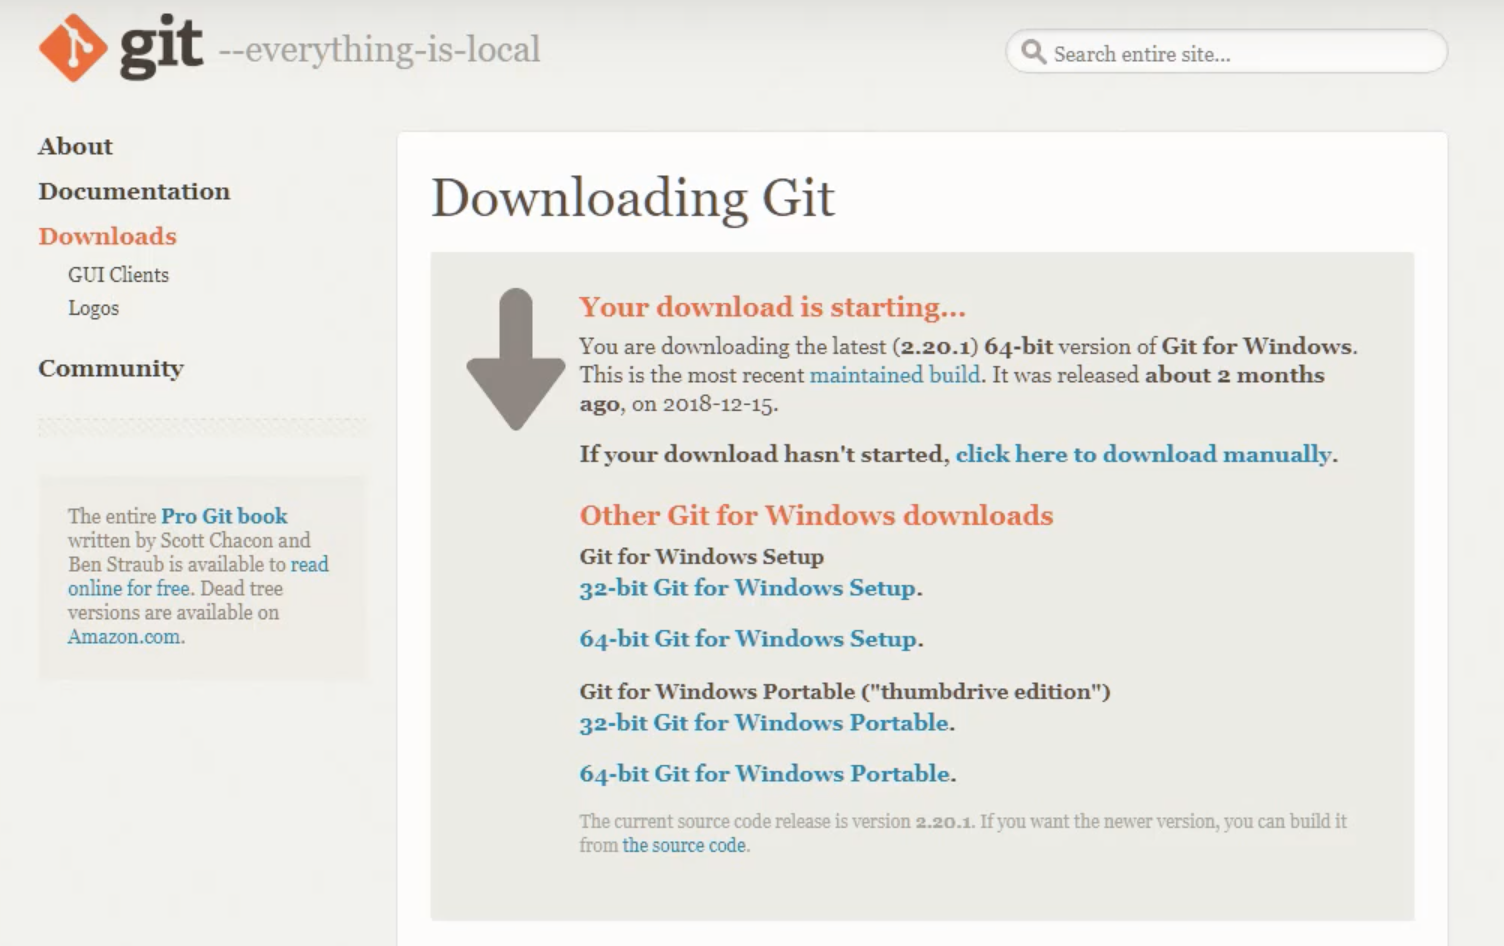 git --everything-is-local
Search entire site...
About
Documentation
Downloads
GUI Clients
Logos
Community
The entire Pro Git book
written by Scott Chacon and
Ben Straub is available to read
online for free. Dead tree
versions are available on
Amazon.com.
Downloading Git
Your download is starting...
You are downloading the latest (2.20.1) 64-bit version of Git for Windows.
This is the most recent maintained build. It was released about 2 months
ago, on 2018-12-15.
If your download hasn't started, click here to download manually.
Other Git for Windows downloads
Git for Windows Setup
32-bit Git for Windows Setup.
64-bit Git for Windows Setup.
Git for Windows Portable ("thumbdrive edition")
32-bit Git for Windows Portable.
64-bit Git for Windows Portable.
The current source code release is version 2.20.1. If you want the newer version, you can build it
from the source code.